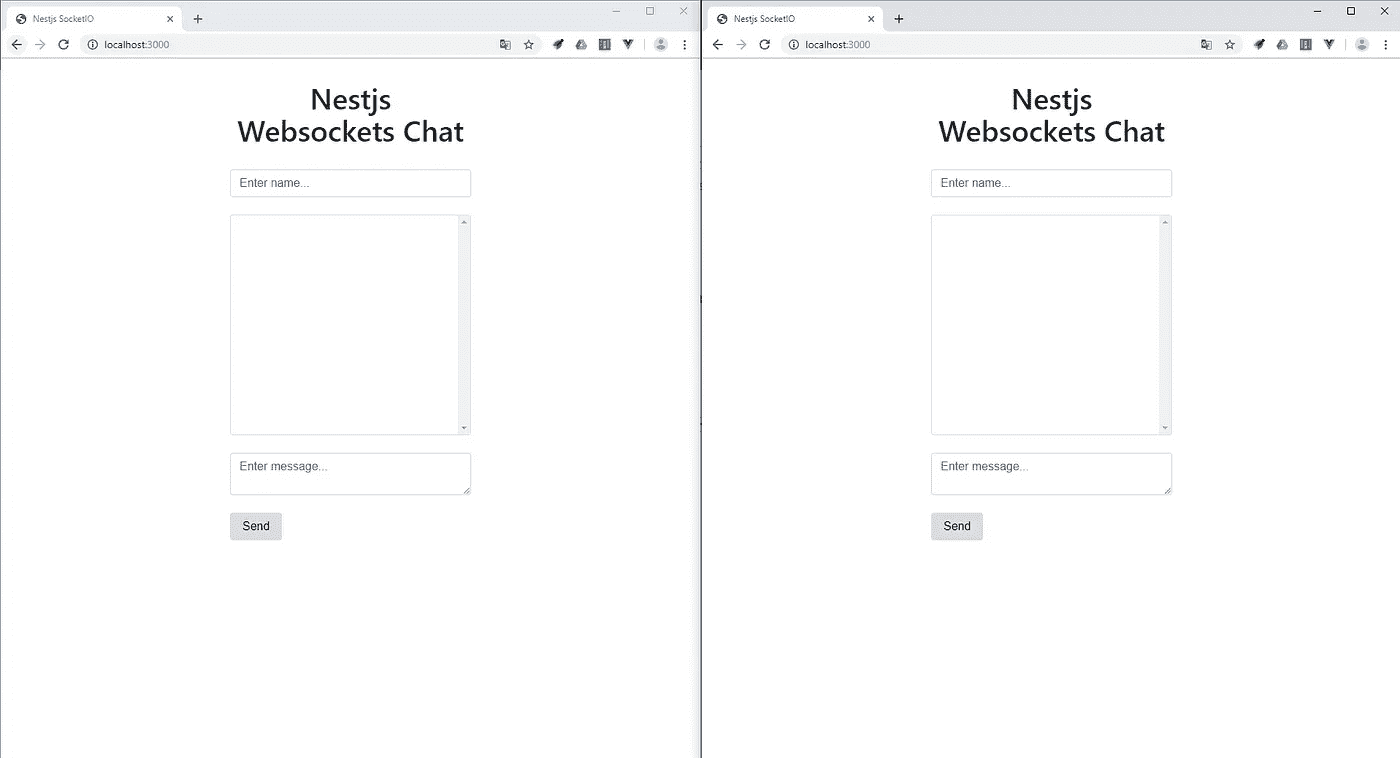 Nestjs SocketIO
localhost:3000
Nestjs
Websockets Chat
Enter name...
Enter message...
Send
Nestjs SocketIO
localhost:3000
Nestjs
Websockets Chat
Enter name...
Enter message...
Send